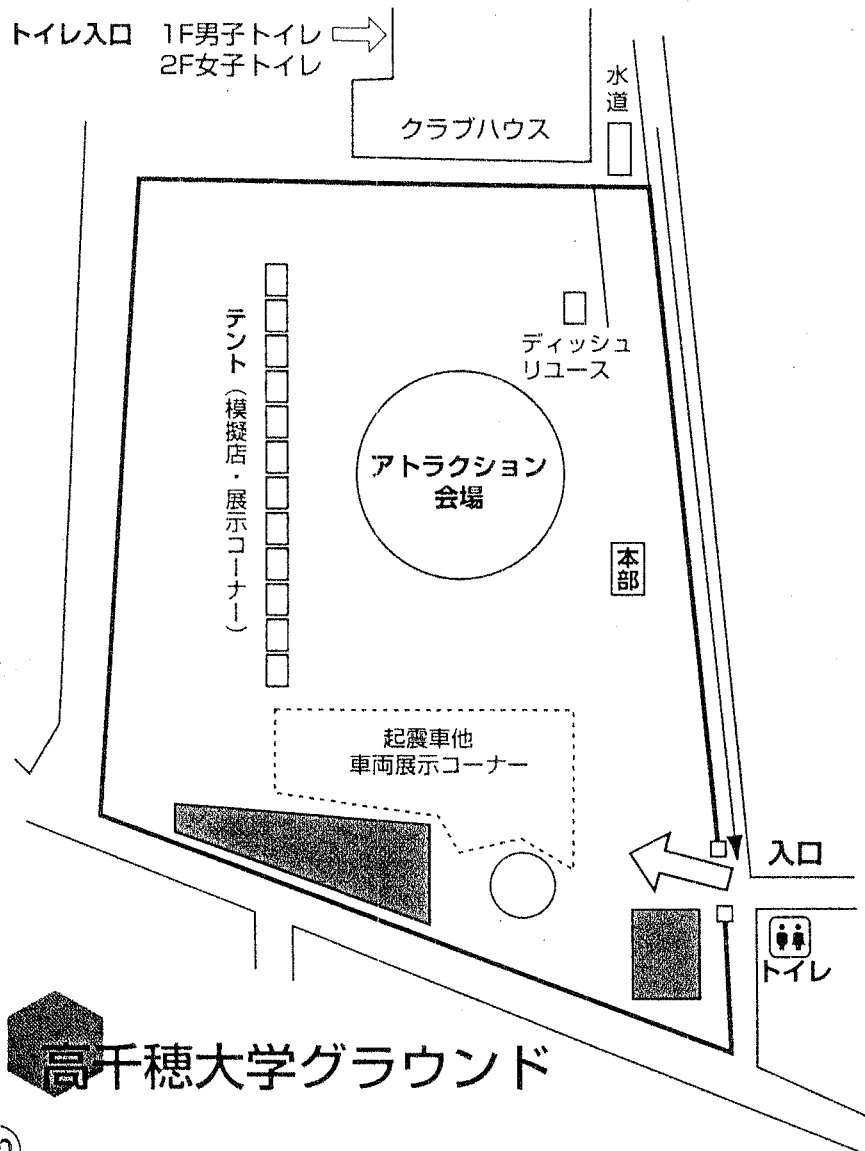 トイレ入口 1F男子トイレ
2F女子トイレ
水道
クラブハウス
テント(模擬店・展示コーナー)
ディッシュ
リユース
アトラクション
会場
本部
起震車他
車両展示コーナー
入口
トイレ
高千穂大学グラウンド